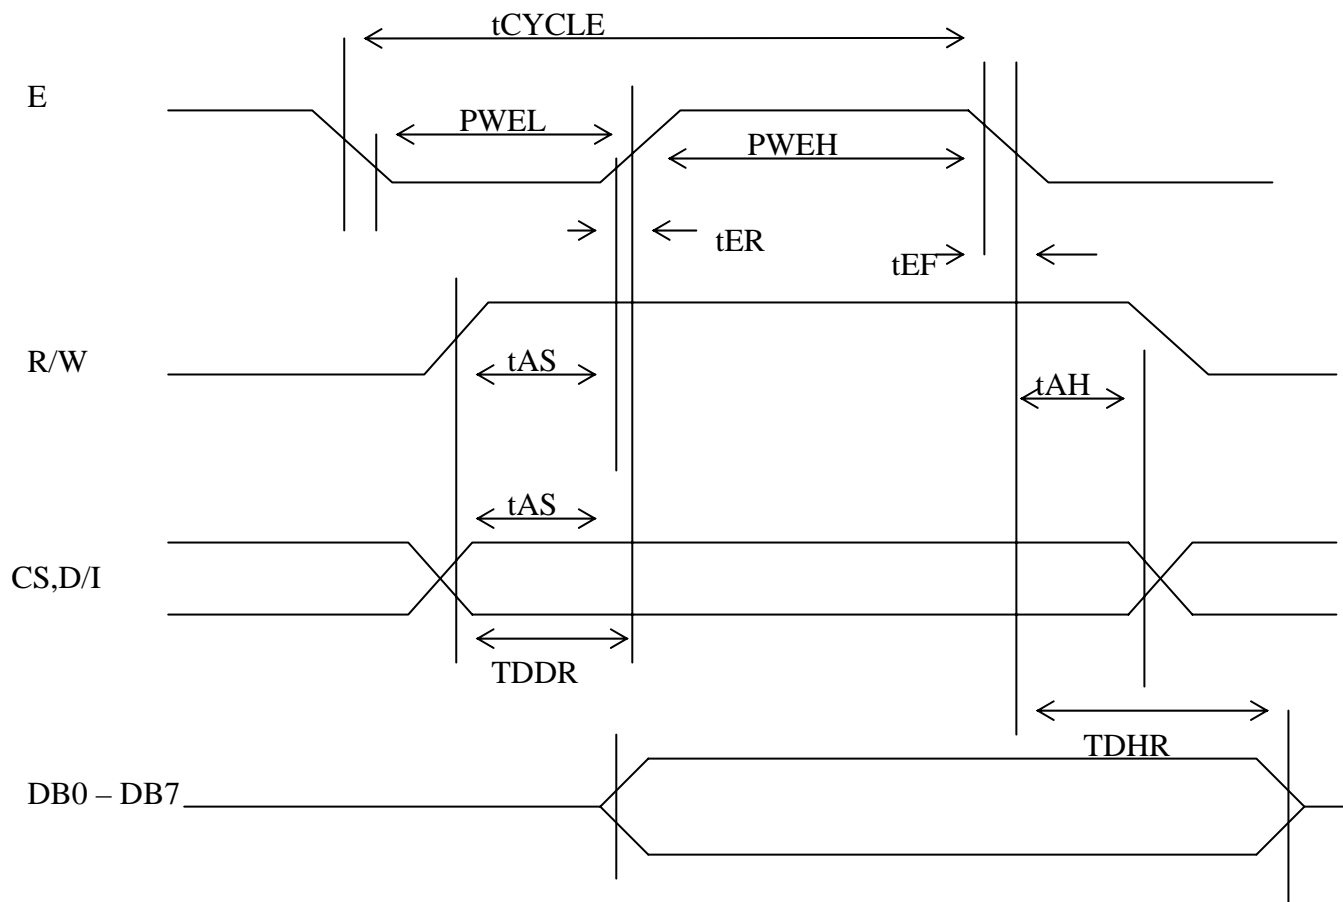 tCYCLE
E
PWEL
PWEH
tER
tEF
R/W
tAS
tAH
tAS
CS,D/I
TDDR
TDHR
DB0 – DB7